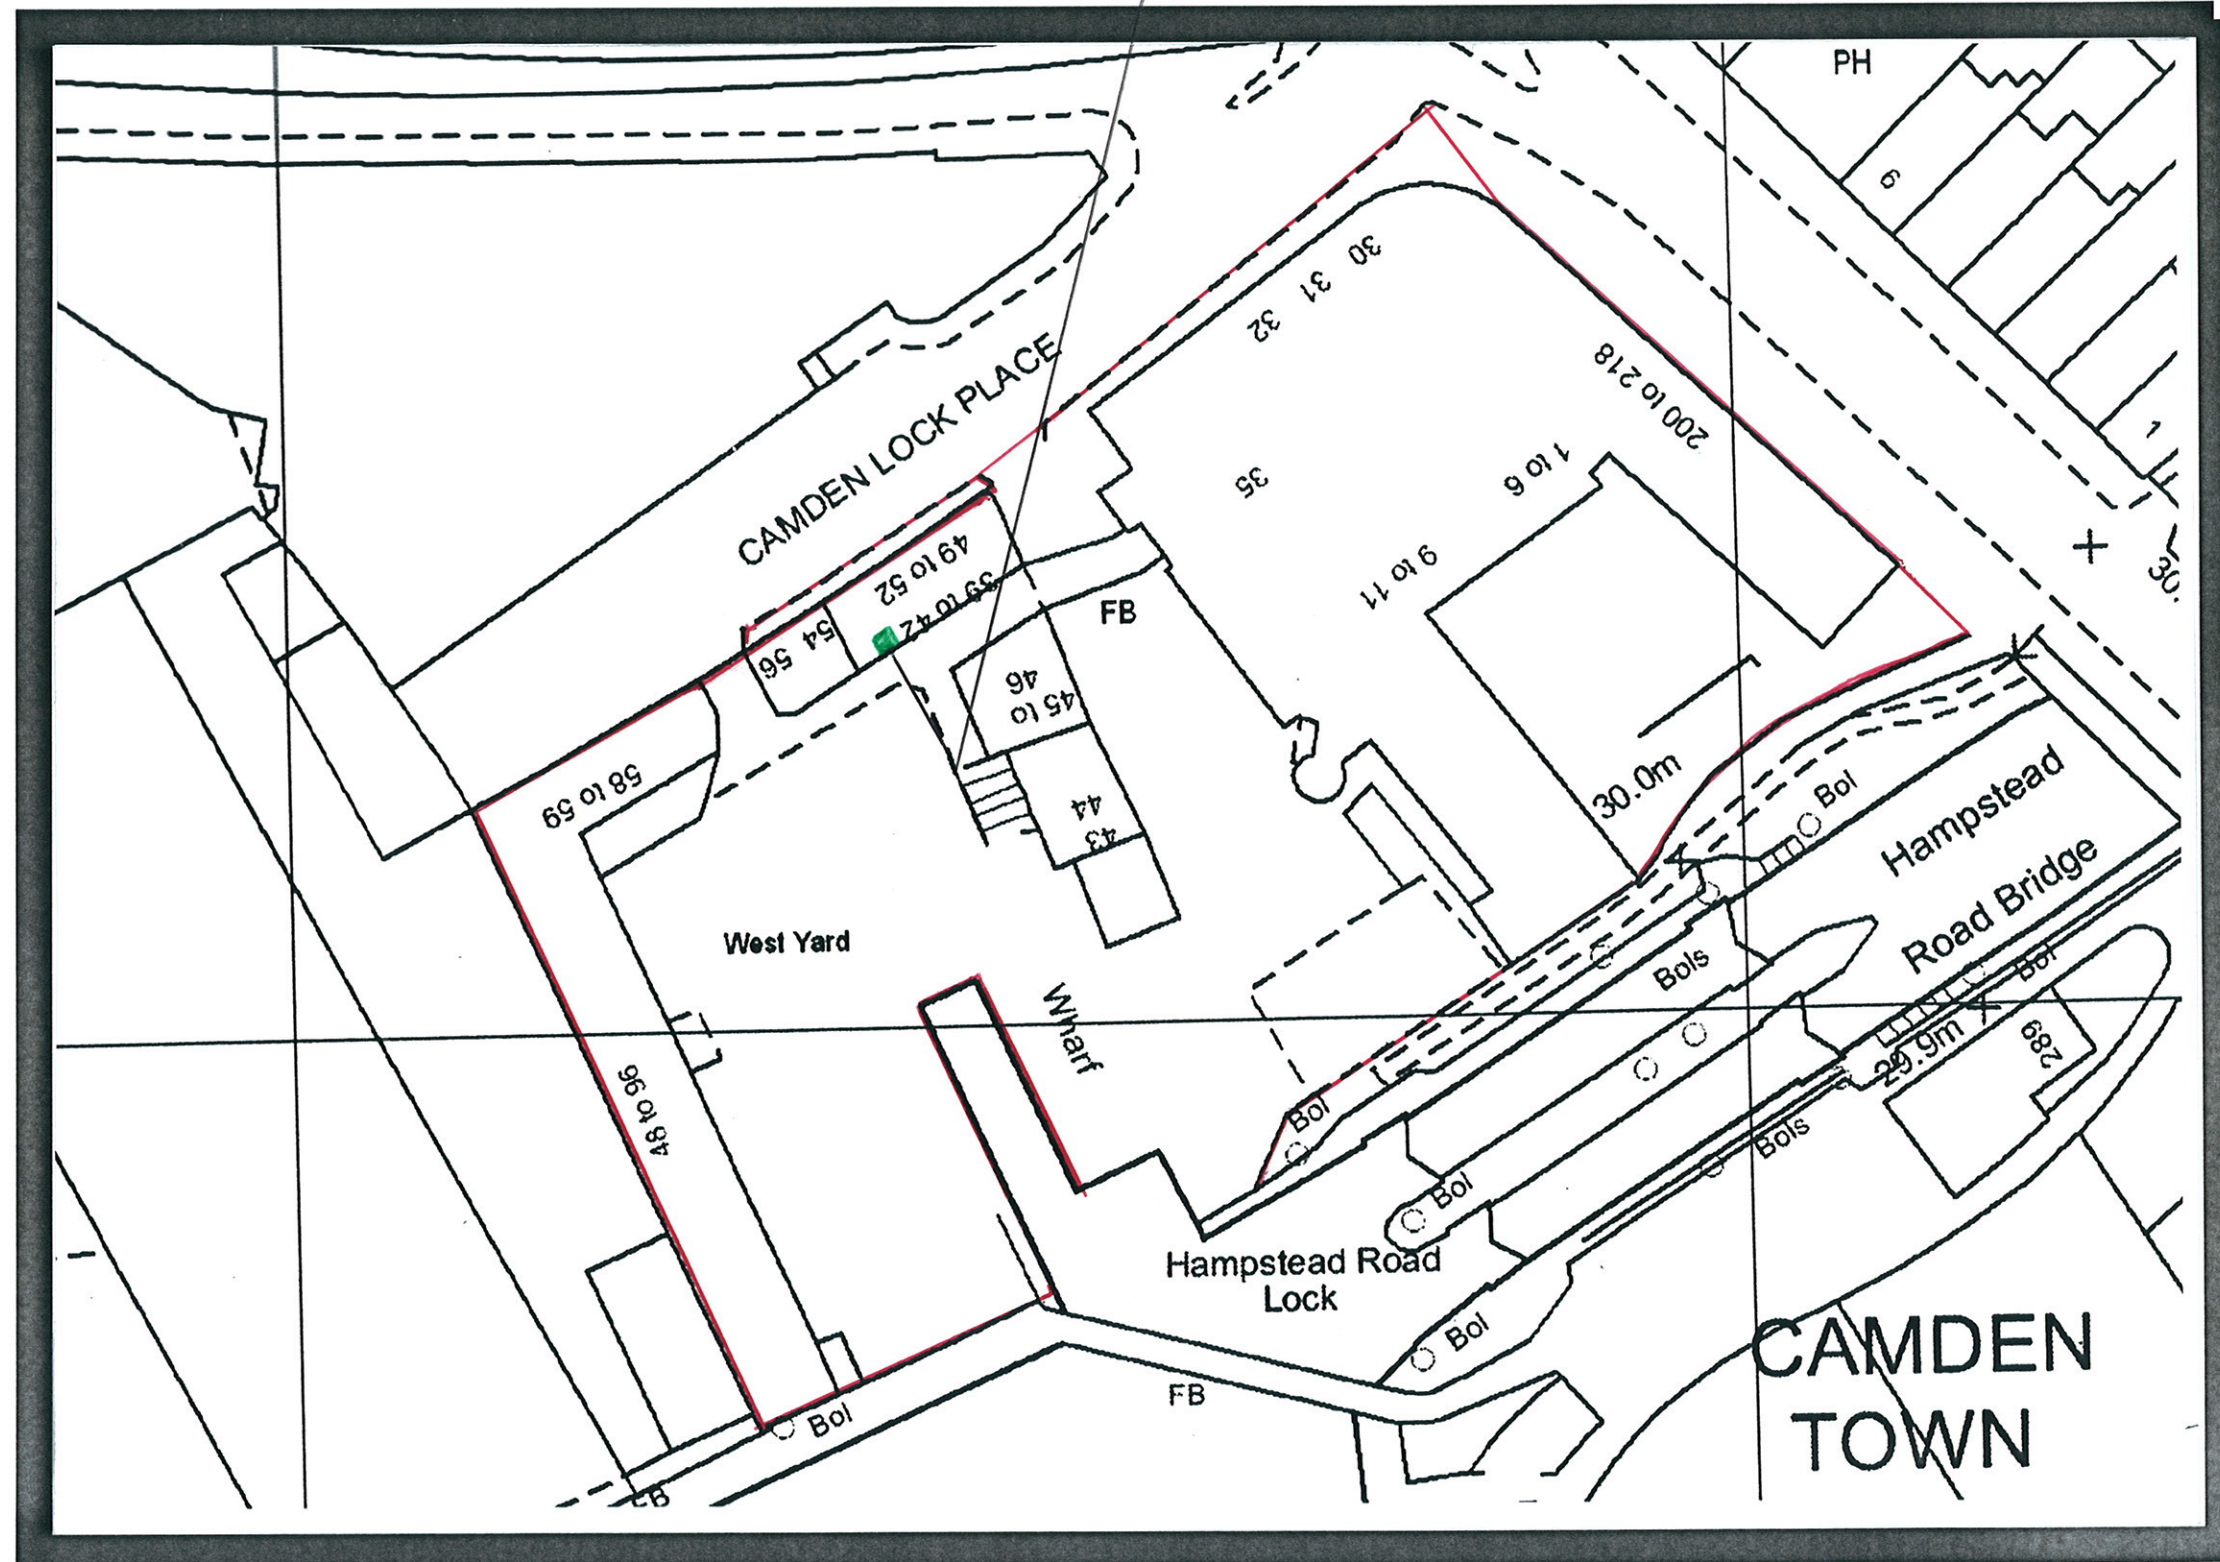 PH
9
1
30
31
32
CAMDEN LOCK PLACE
200 to 218
35
1 to 6
9 to 11
30.
49 to 52
39 to 42
54
56
FB
46
45 to
44
43
58 to 59
30.0m
Bol
Hampstead
Road Bridge
West Yard
Wharf
Bols
Bol
29.9m
289
48 to 96
Bol
Bols
Bol
Hampstead Road
Lock
Bol
CAMDEN
TOWN
FB
Bol
FB